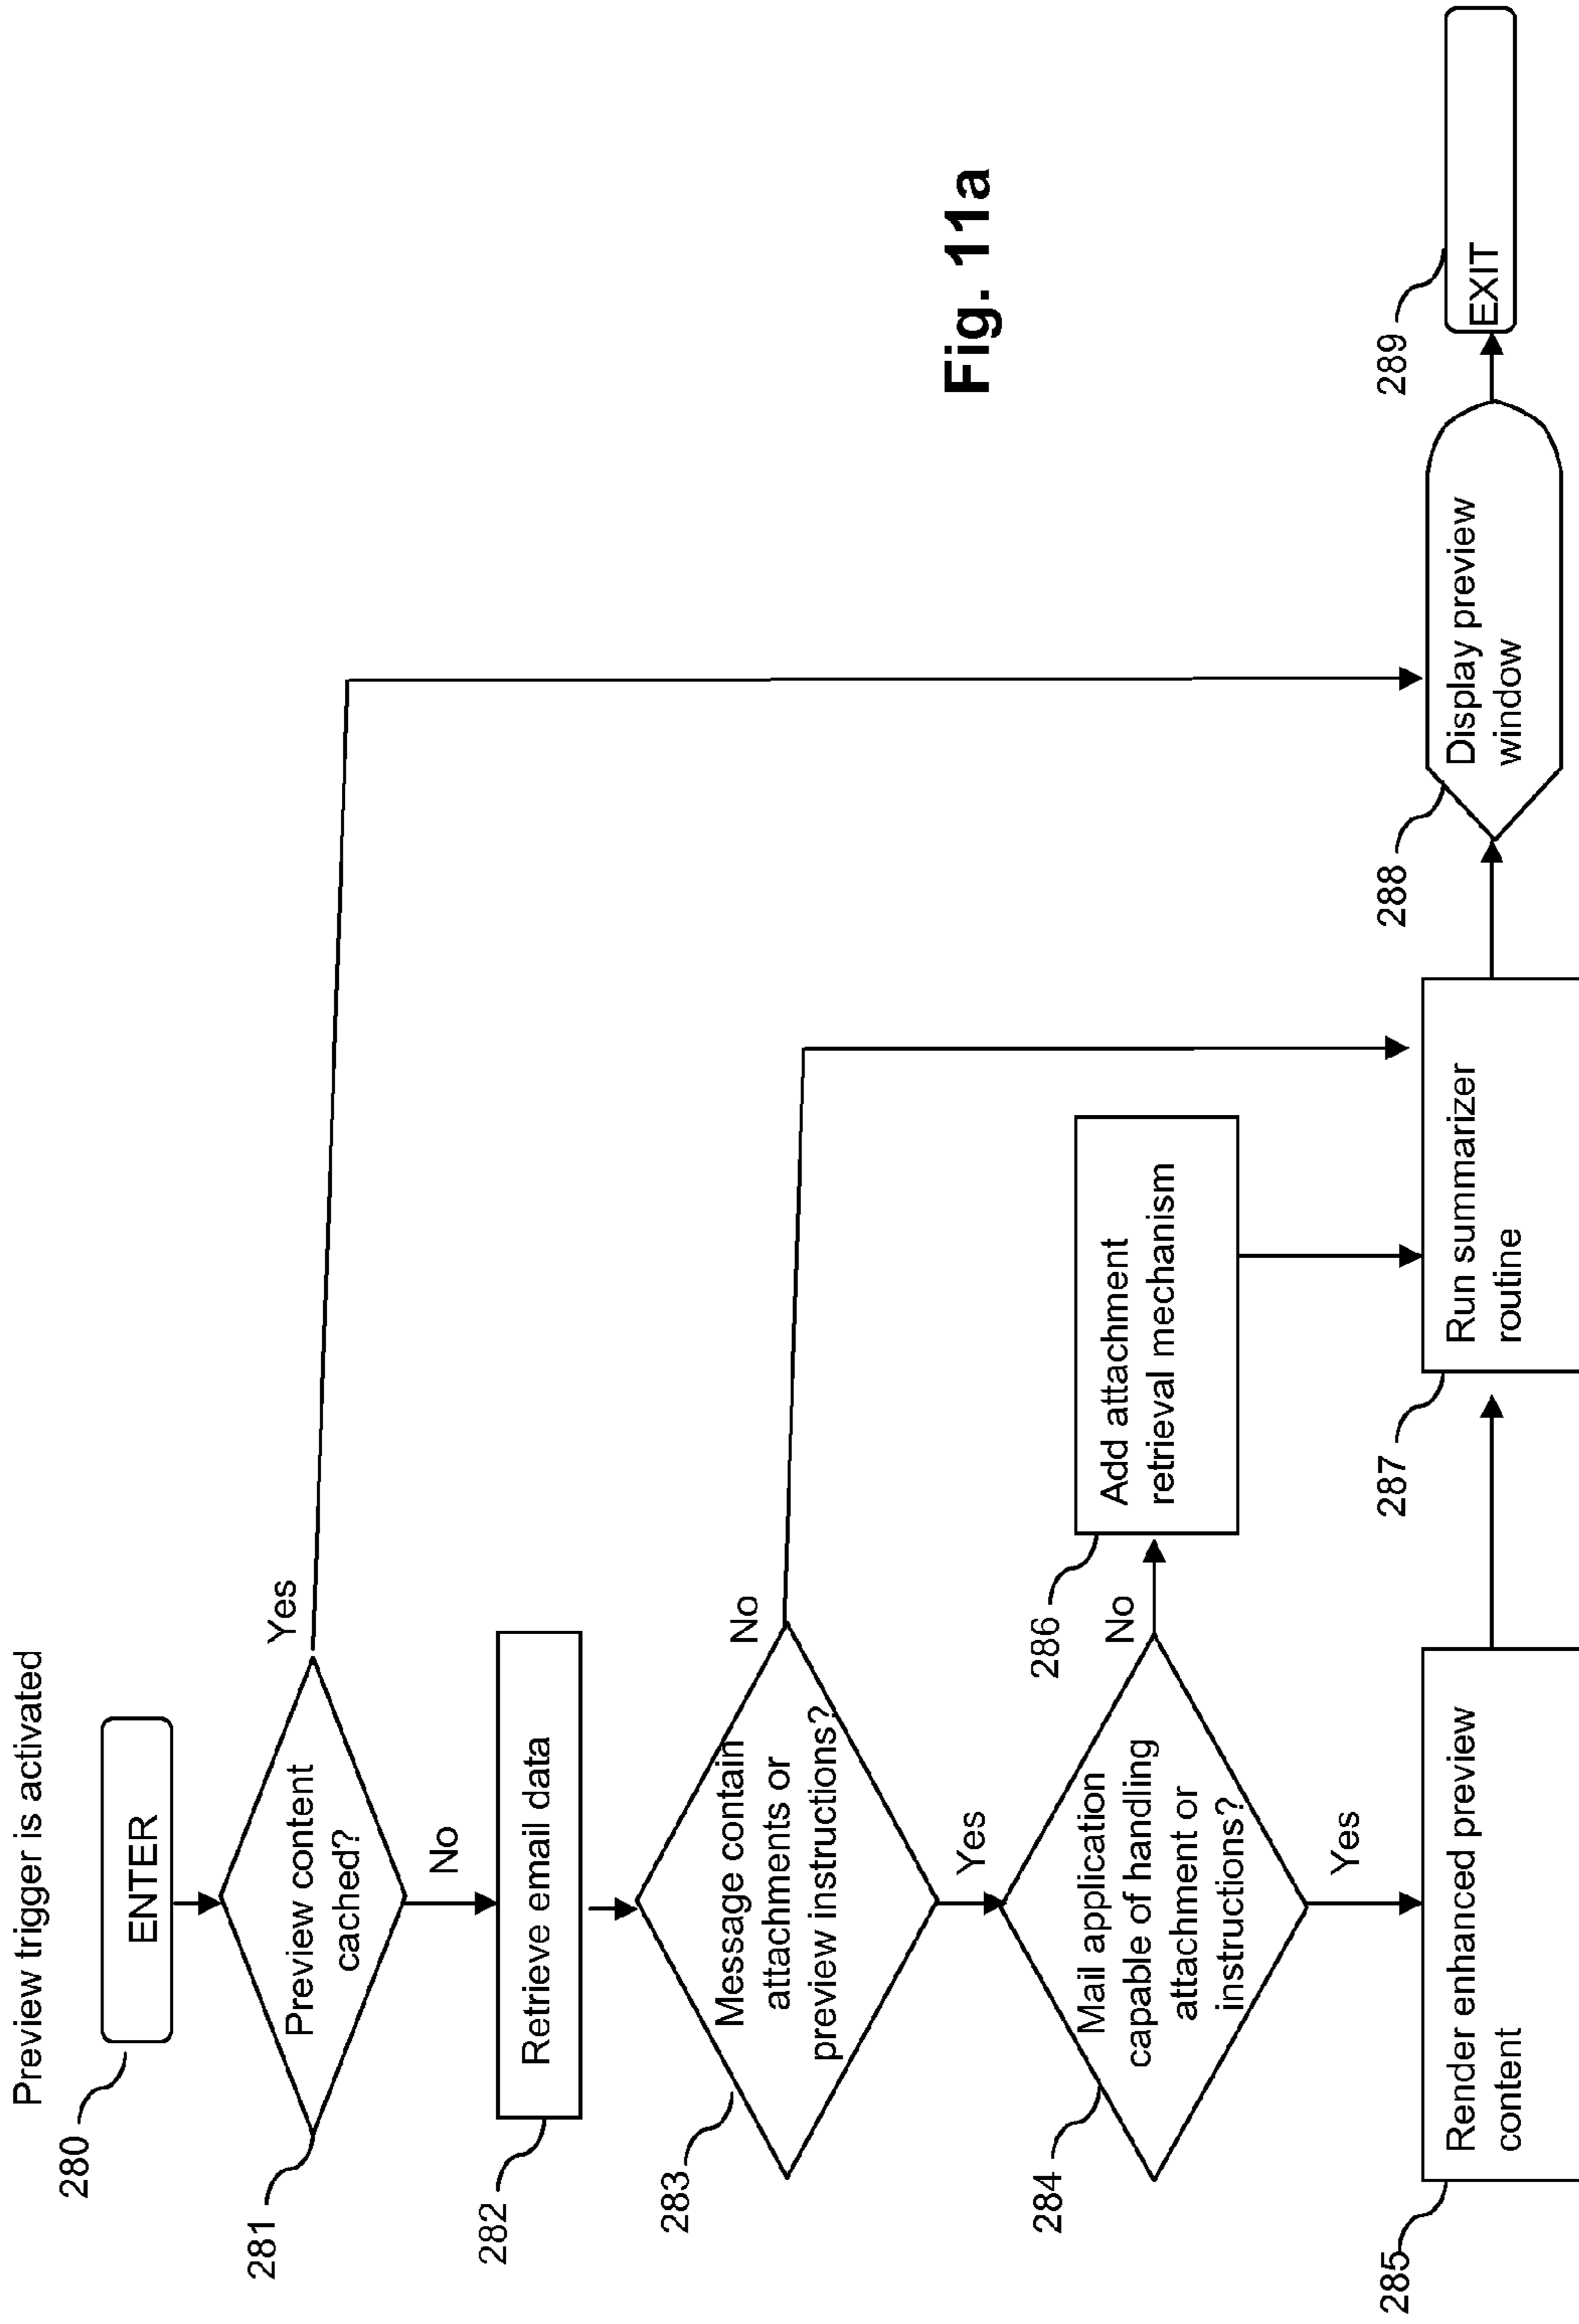 Preview trigger is activated
280
ENTER
281
Preview content
cached?
Yes
No
282
Retrieve email data
283
Message contain
attachments or
preview instructions?
No
Yes
284
Mail application
capable of handling
attachment or
instructions?
No
286
Add attachment
retrieval mechanism
Yes
285
Render enhanced preview
content
287
Run summarizer
routine
288
Display preview
window
289
EXIT
Fig. 11a